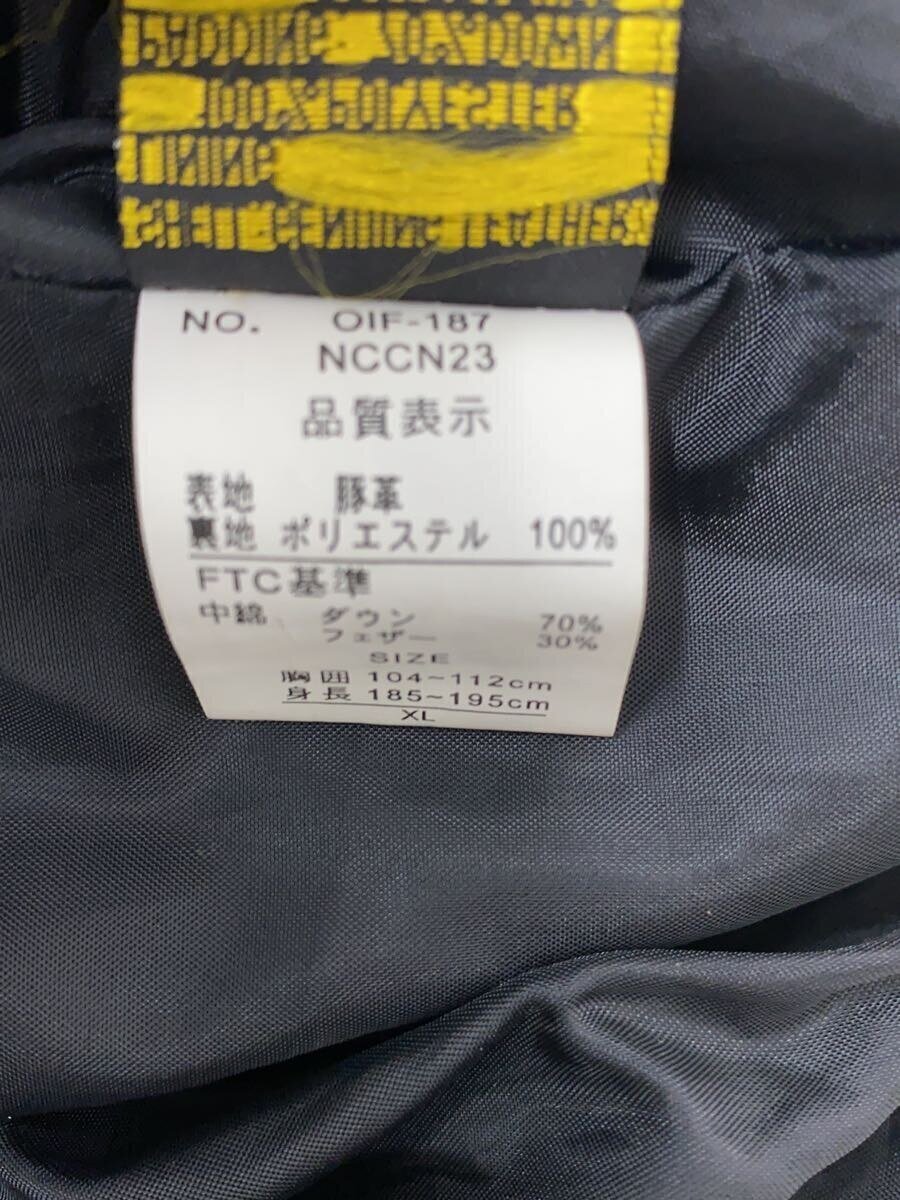 NO. OIF-187
NCCN23
品質表示
表地 豚革
裏地 ポリエステル 100%
FTC基準
中綿 ダウン 70%
フェザー 30%
SIZE
胸囲 104~112cm
身長 185~195cm
XL